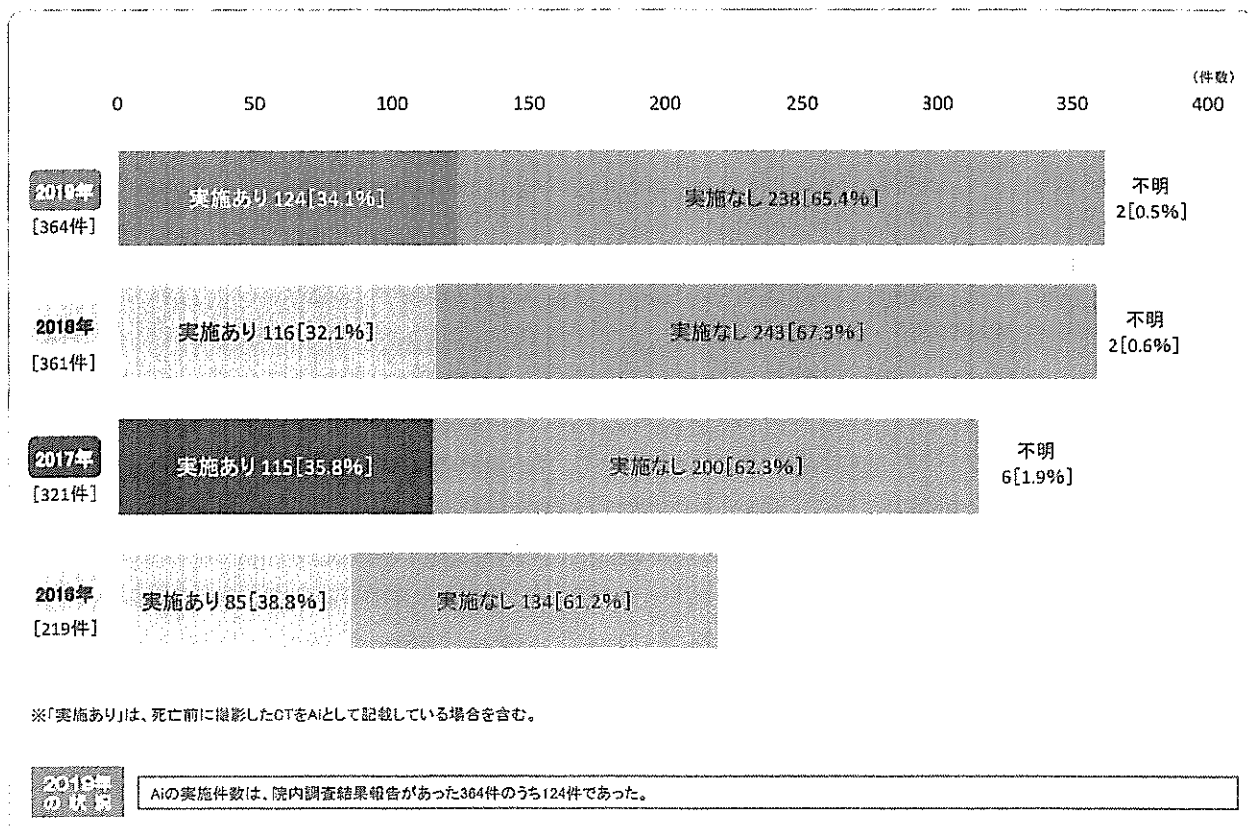 (件数)
0 50 100 150 200 250 300 350 400
2019年
[364件]
実施あり 124[34.1%]
実施なし 238[65.4%]
不明
2[0.5%]
2018年
[361件]
実施あり 116[32.1%]
実施なし 243[67.3%]
不明
2[0.6%]
2017年
[321件]
実施あり 115[35.8%]
実施なし 200[62.3%]
不明
6[1.9%]
2016年
[219件]
実施あり 85[38.8%]
実施なし 134[61.2%]
※「実施あり」は、死亡前に撮影したCTをAiとして記載している場合を含む。
2019年
の状況
Aiの実施件数は、院内調査結果報告があった364件のうち124件であった。